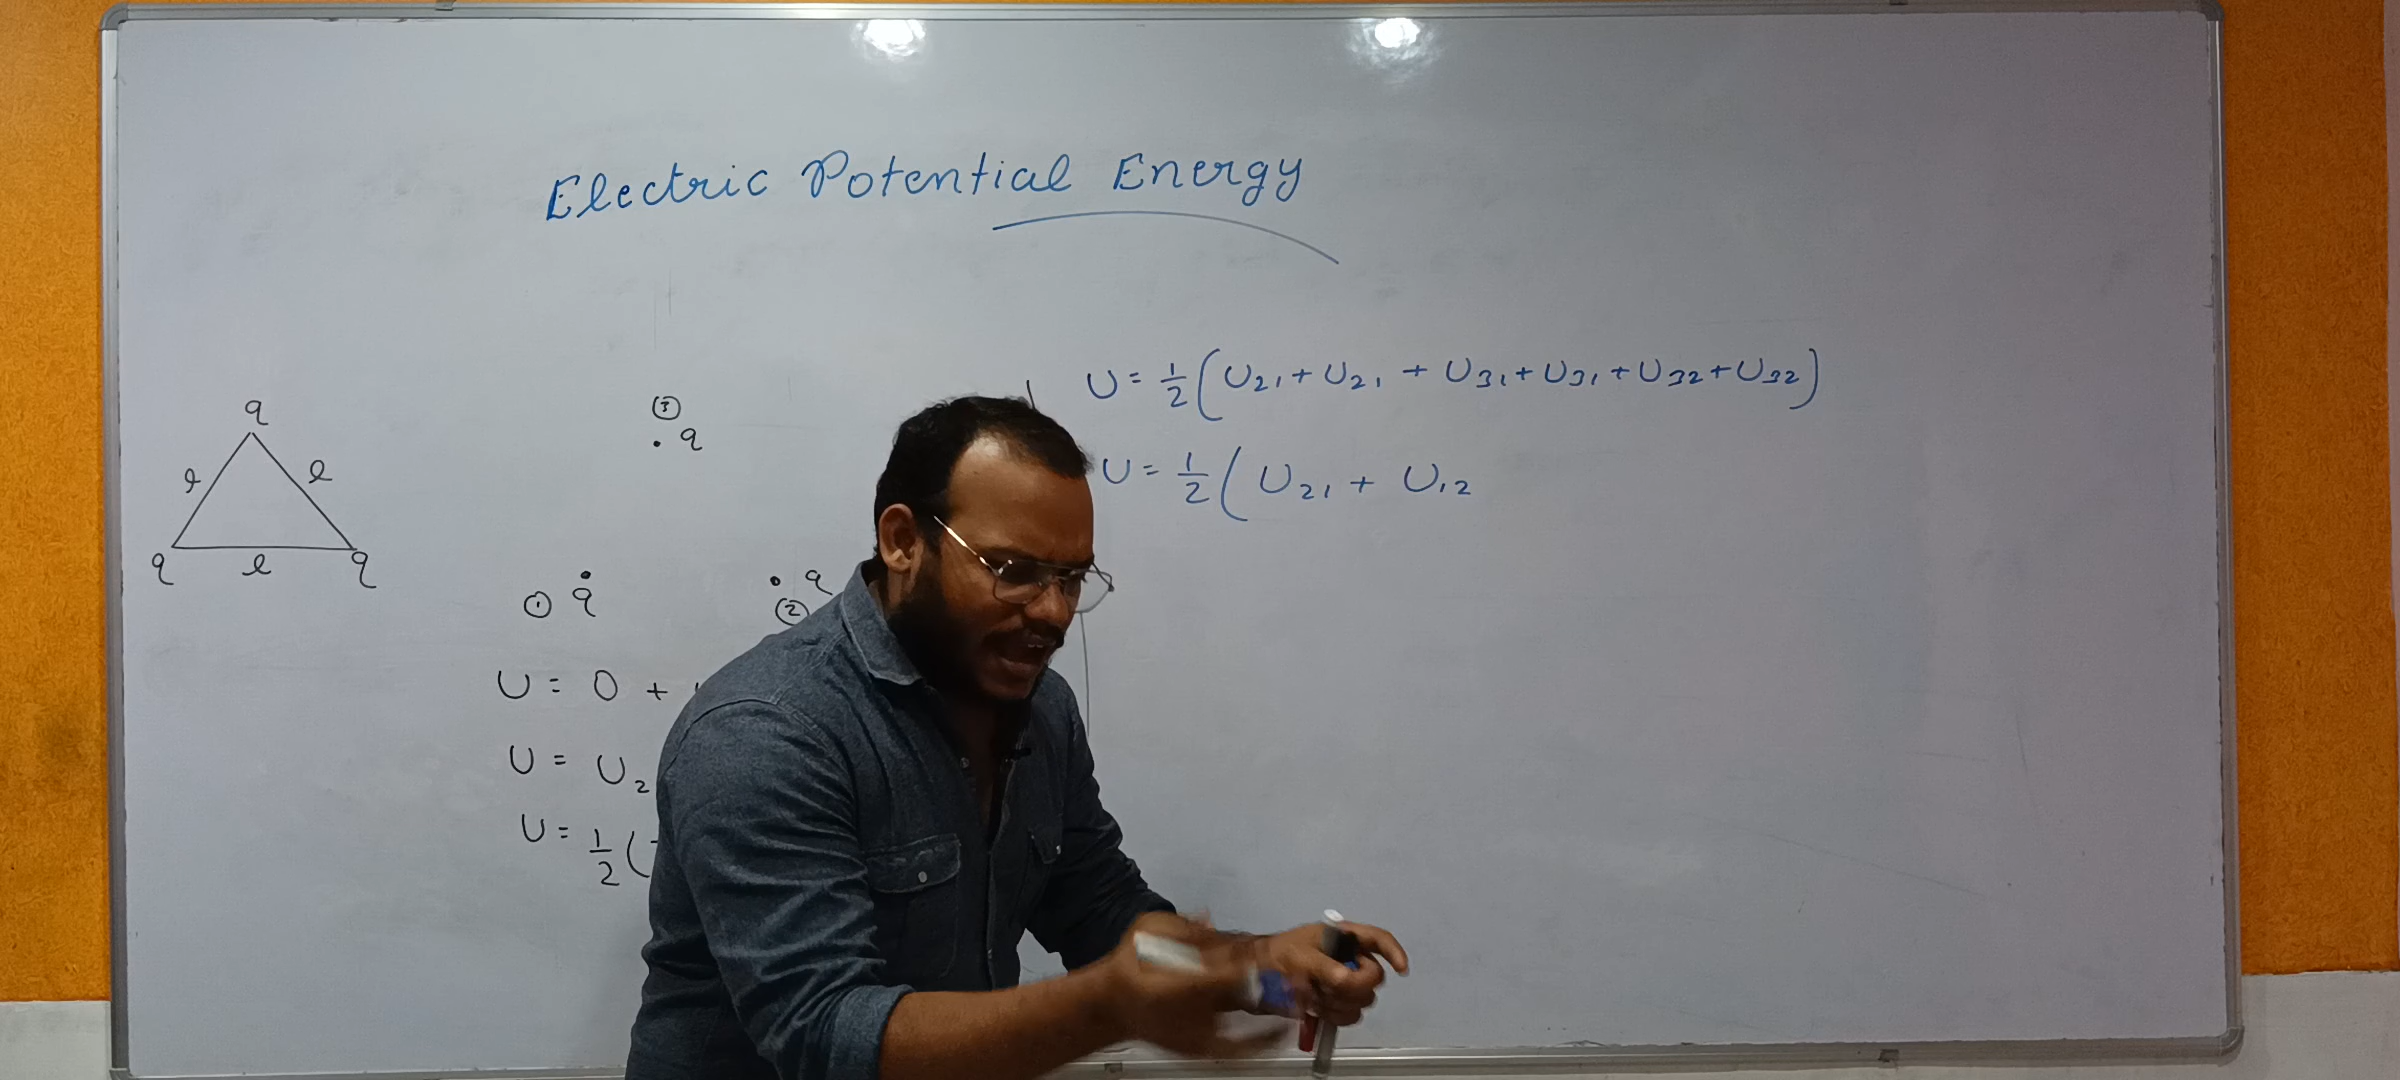 Electric Potential Energy
q
l l
q l q
③
. q
① q
. q
②
U = 0 +
U = U₂
U = 1/2 (
U = 1/2 (U₂₁ + U₂₁ + U₃₁ + U₃₁ + U₃₂ + U₃₂)
U = 1/2 ( U₂₁ + U₁₂